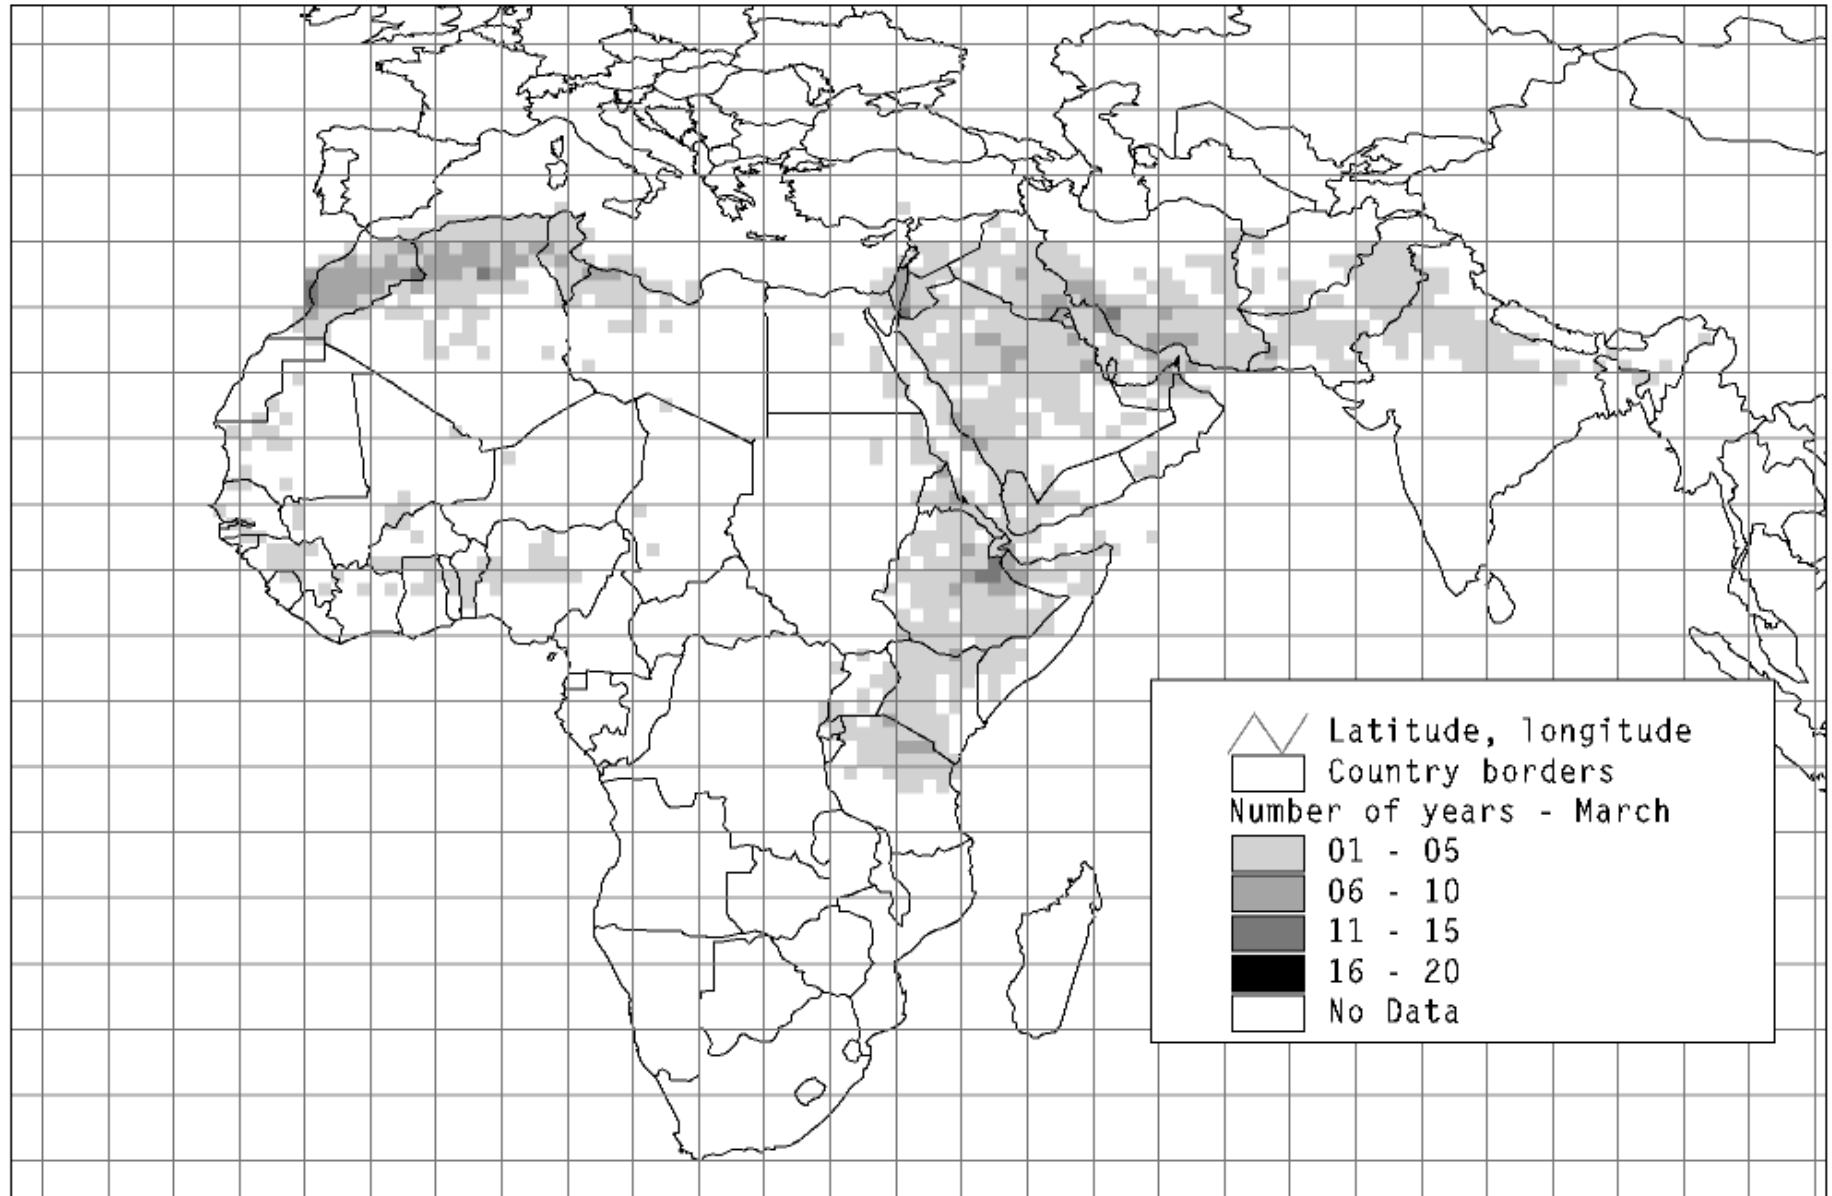 Latitude, longitude
Country borders
Number of years - March
01 - 05
06 - 10
11 - 15
16 - 20
No Data